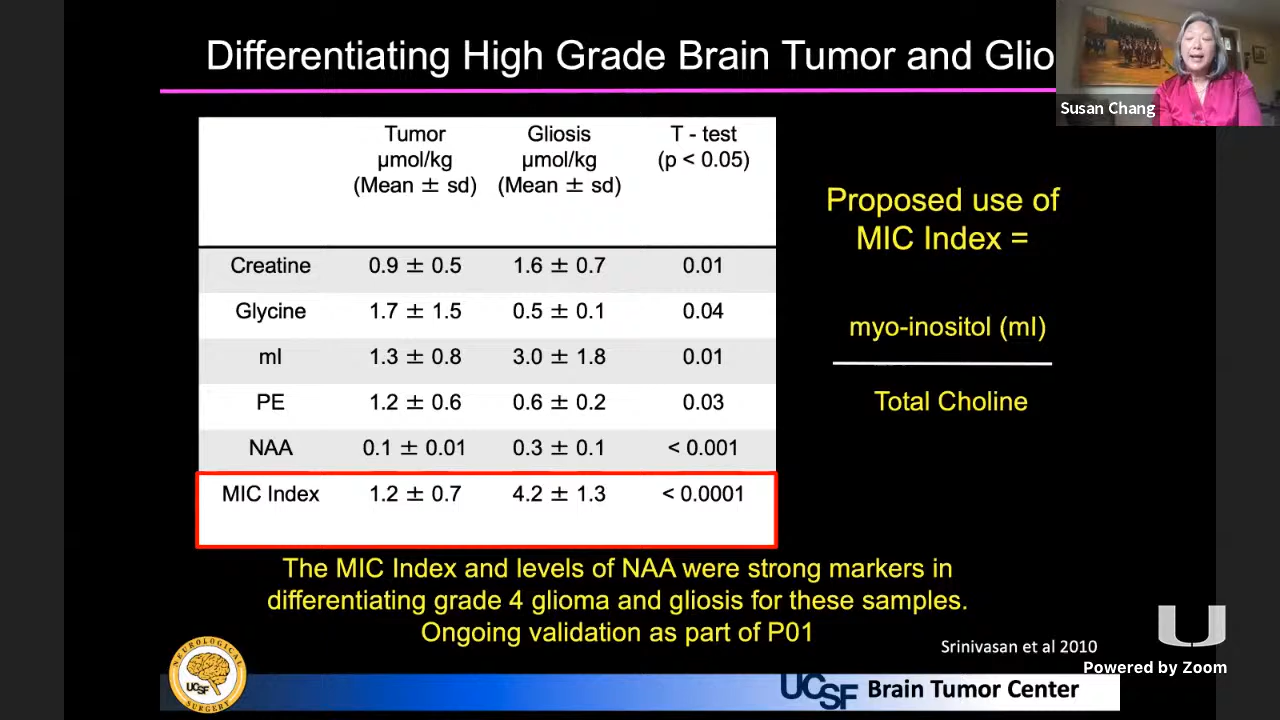 Differentiating High Grade Brain Tumor and Glio
Susan Chang
Tumor µmol/kg (Mean ± sd)
Gliosis µmol/kg (Mean ± sd)
T - test (p < 0.05)
Creatine 0.9 ± 0.5 1.6 ± 0.7 0.01
Glycine 1.7 ± 1.5 0.5 ± 0.1 0.04
mI 1.3 ± 0.8 3.0 ± 1.8 0.01
PE 1.2 ± 0.6 0.6 ± 0.2 0.03
NAA 0.1 ± 0.01 0.3 ± 0.1 < 0.001
MIC Index 1.2 ± 0.7 4.2 ± 1.3 < 0.0001
Proposed use of
MIC Index =
myo-inositol (mI)
Total Choline
The MIC Index and levels of NAA were strong markers in
differentiating grade 4 glioma and gliosis for these samples.
Ongoing validation as part of P01
Srinivasan et al 2010
U
Powered by Zoom
NEUROLOGICAL
UCSF
SURGERY
UCSF Brain Tumor Center